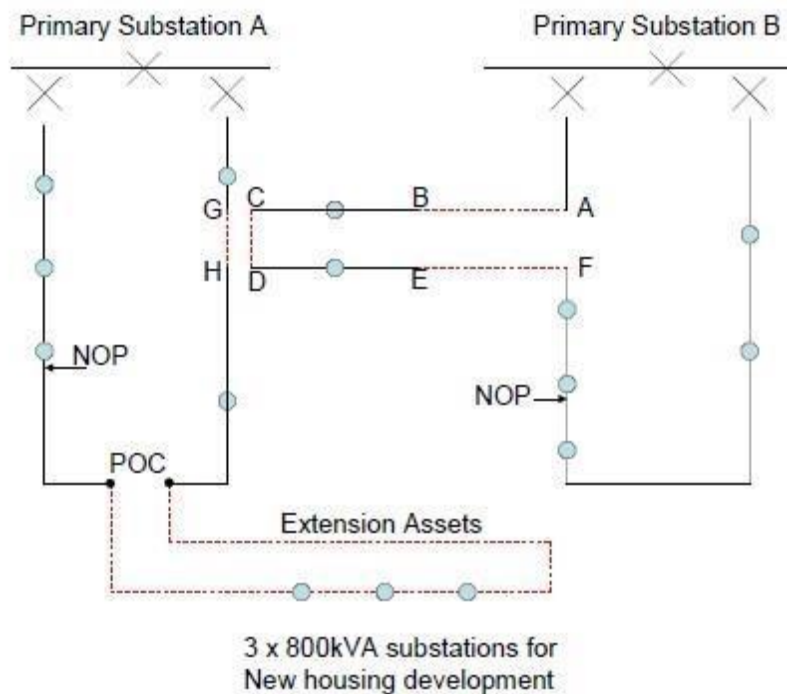 Primary Substation A
Primary Substation B
G
C
B
A
H
D
E
F
NOP
NOP
POC
Extension Assets
3 x 800kVA substations for
New housing development